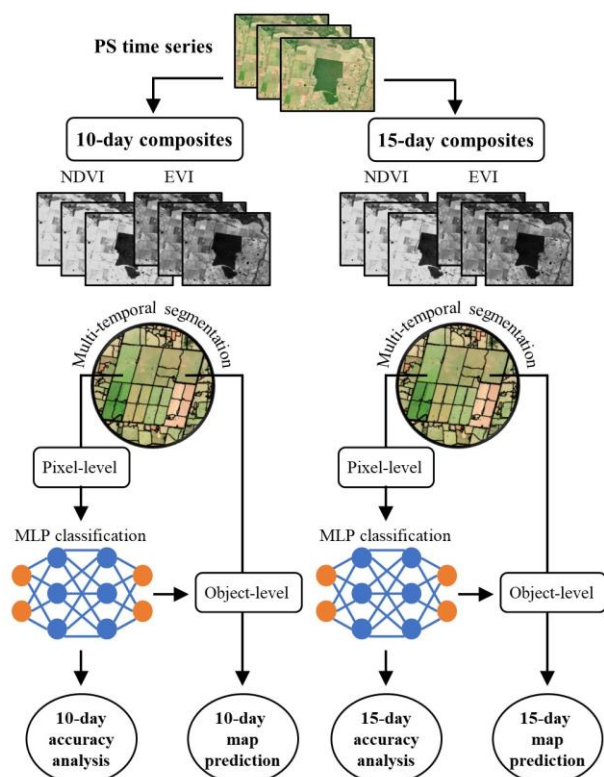 PS time series
10-day composites
15-day composites
NDVI
EVI
NDVI
EVI
Multi-temporal segmentation
Multi-temporal segmentation
Pixel-level
Pixel-level
MLP classification
MLP classification
Object-level
Object-level
10-day
accuracy
analysis
10-day
map
prediction
15-day
accuracy
analysis
15-day
map
prediction